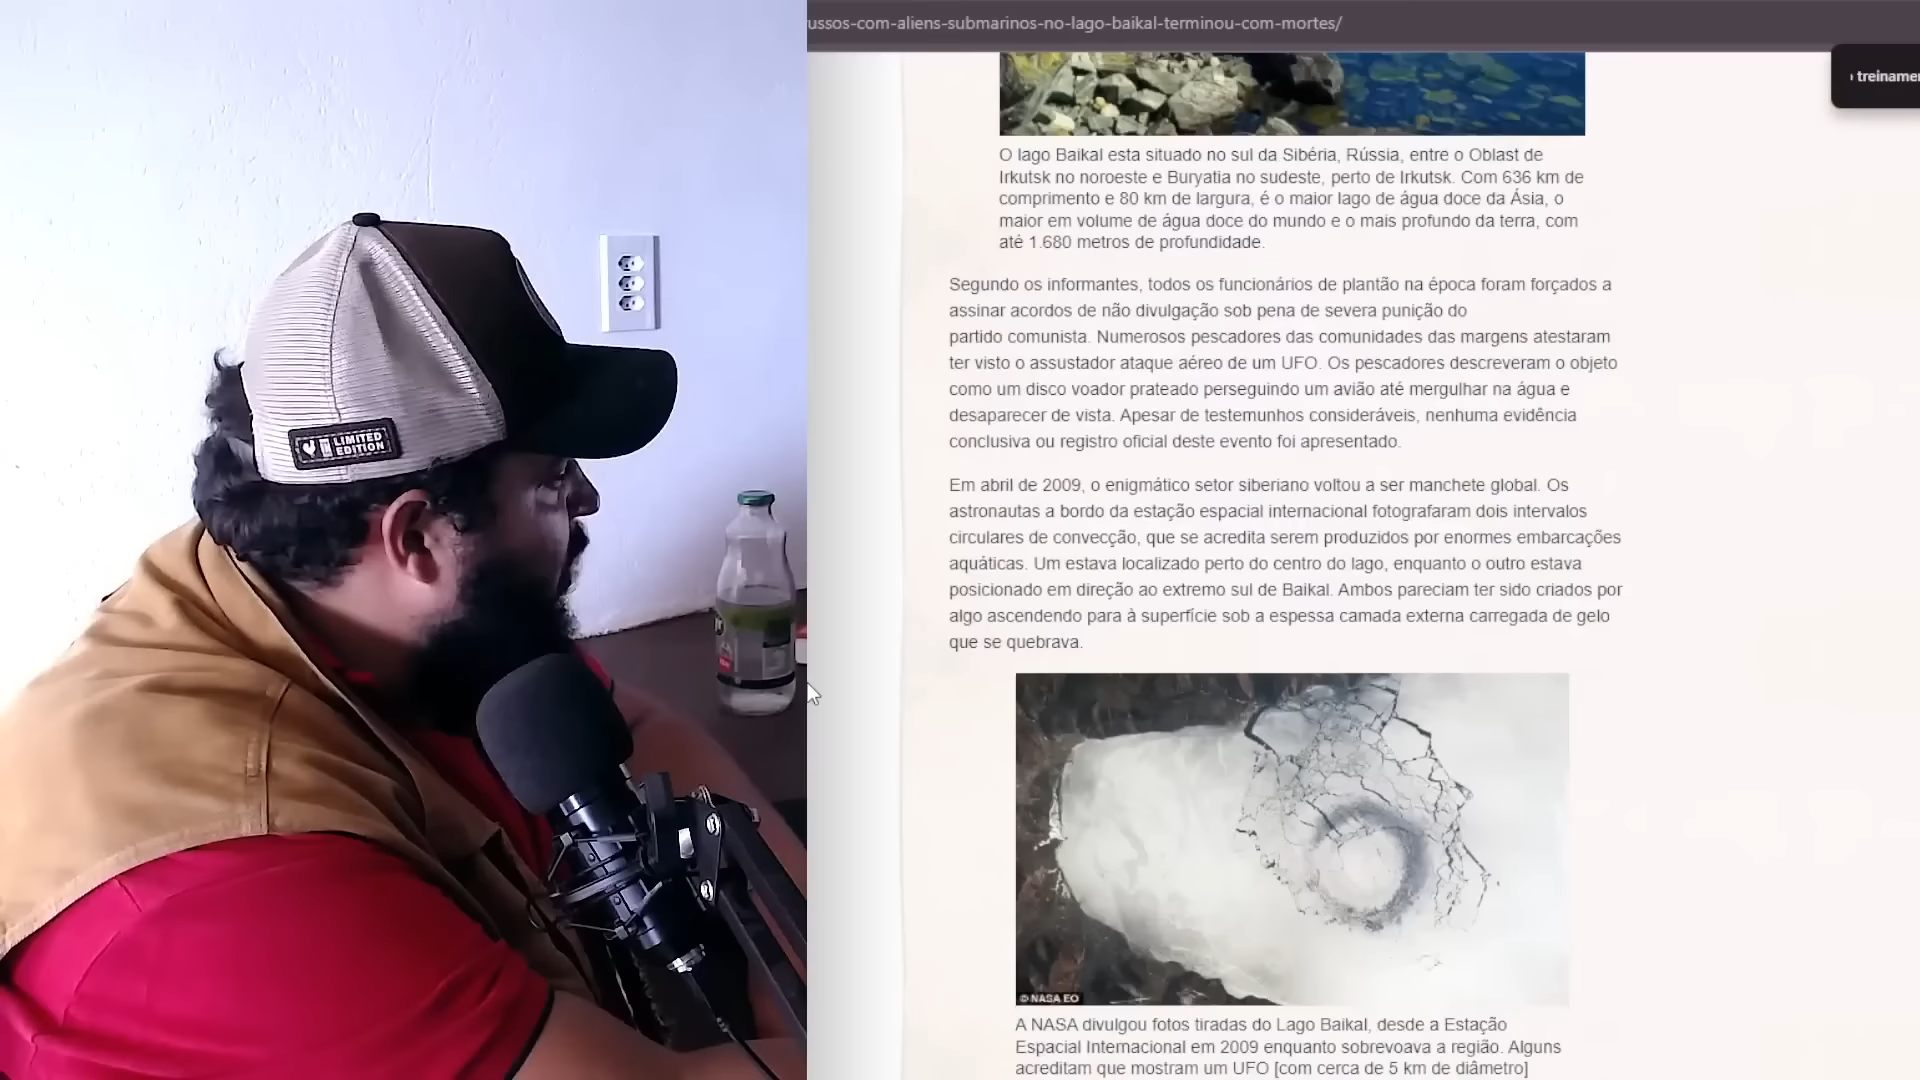 ussos-com-aliens-submarinos-no-lago-baikal-terminou-com-mortes/
O lago Baikal esta situado no sul da Sibéria, Rússia, entre o Oblast de
Irkutsk no noroeste e Buryatia no sudeste, perto de Irkutsk. Com 636 km de
comprimento e 80 km de largura, é o maior lago de água doce da Ásia, o
maior em volume de água doce do mundo e o mais profundo da terra, com
até 1.680 metros de profundidade.
Segundo os informantes, todos os funcionários de plantão na época foram forçados a
assinar acordos de não divulgação sob pena de severa punição do
partido comunista. Numerosos pescadores das comunidades das margens atestaram
ter visto o assustador ataque aéreo de um UFO. Os pescadores descreveram o objeto
como um disco voador prateado perseguindo um avião até mergulhar na água e
desaparecer de vista. Apesar de testemunhos consideráveis, nenhuma evidência
conclusiva ou registro oficial deste evento foi apresentado.
Em abril de 2009, o enigmático setor siberiano voltou a ser manchete global. Os
astronautas a bordo da estação espacial internacional fotografaram dois intervalos
circulares de convecção, que se acredita serem produzidos por enormes embarcações
aquáticas. Um estava localizado perto do centro do lago, enquanto o outro estava
posicionado em direção ao extremo sul de Baikal. Ambos pareciam ter sido criados por
algo ascendendo para à superfície sob a espessa camada externa carregada de gelo
que se quebrava.
© NASA EO
A NASA divulgou fotos tiradas do Lago Baikal, desde a Estação
Espacial Internacional em 2009 enquanto sobrevoava a região. Alguns
acreditam que mostram um UFO [com cerca de 5 km de diâmetro]
treiname
LIMITED
EDITION